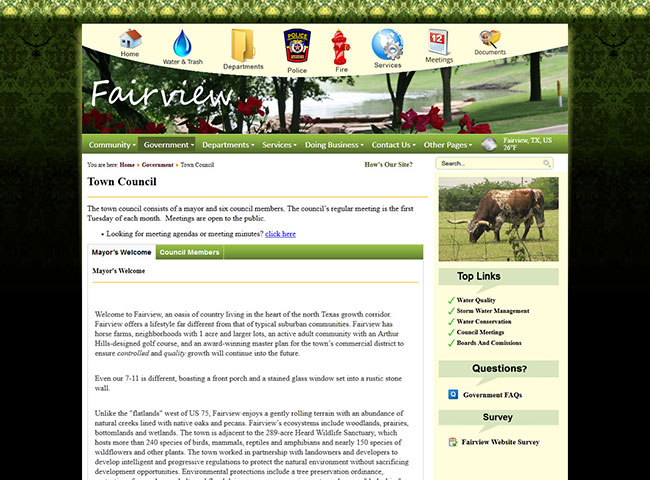 Home
Water & Trash
Departments
POLICE
Police
Fire
Services
12
Meetings
Documents
Fairview
Community Government Departments Services Doing Business Contact Us Other Pages
Fairview, TX, US
26°F
You are here: Home Government Town Council
How's Our Site?
Search...
Town Council
The town council consists of a mayor and six council members. The council's regular meeting is the first
Tuesday of each month. Meetings are open to the public.
• Looking for meeting agendas or meeting minutes? click here
Mayor's Welcome Council Members
Mayor's Welcome
Welcome to Fairview, an oasis of country living in the heart of the north Texas growth corridor.
Fairview offers a lifestyle far different from that of typical suburban communities. Fairview has
horse farms, neighborhoods with 1 acre and larger lots, an active adult community with an Arthur
Hills-designed golf course, and an award-winning master plan for the town's commercial district to
ensure controlled and quality growth will continue into the future.
Even our 7-11 is different, boasting a front porch and a stained glass window set into a rustic stone
wall.
Unlike the "flatlands" west of US 75, Fairview enjoys a gently rolling terrain with an abundance of
natural creeks lined with native oaks and pecans. Fairview's ecosystems include woodlands, prairies,
bottomlands and wetlands. The town is adjacent to the 289-acre Heard Wildlife Sanctuary, which
hosts more than 240 species of birds, mammals, reptiles and amphibians and nearly 150 species of
wildflowers and other plants. The town worked in partnership with landowners and developers to
develop intelligent and progressive regulations to protect the natural environment without sacrificing
development opportunities. Environmental protections include a tree preservation ordinance,
Top Links
Water Quality
Storm Water Management
Water Conservation
Council Meetings
Boards And Comissions
Questions?
Q Government FAQs
Survey
Fairview Website Survey